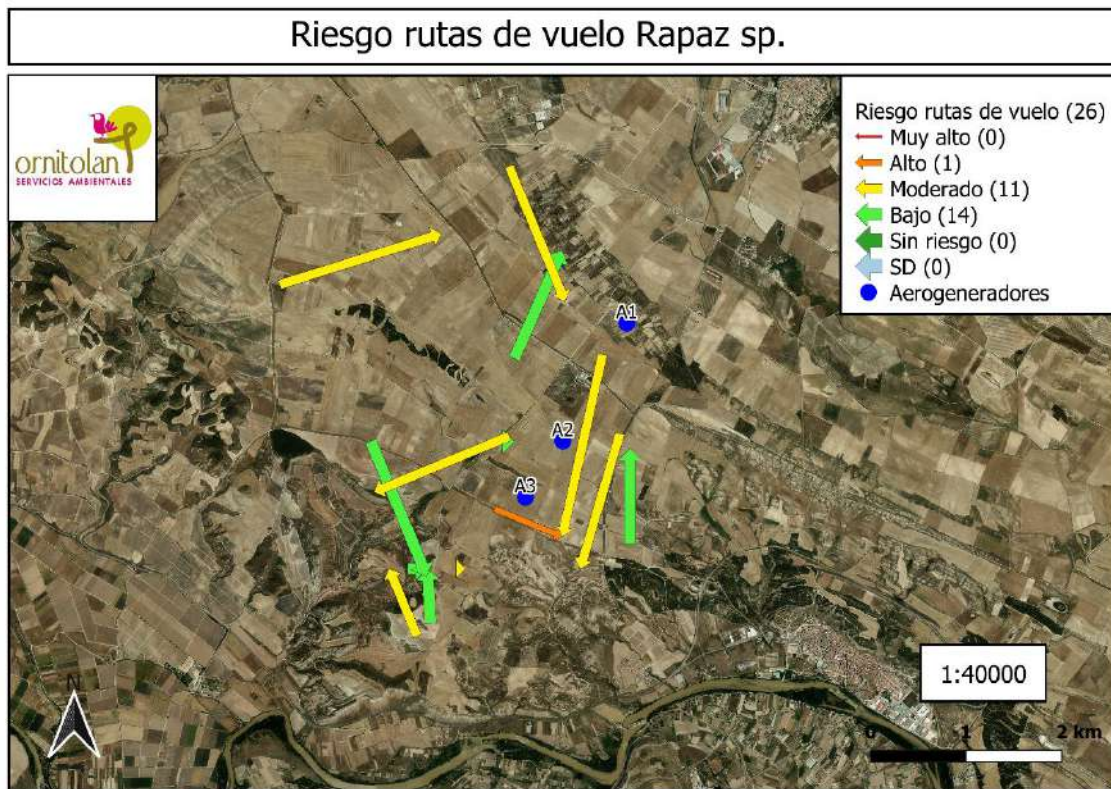 Riesgo rutas de vuelo Rapaz sp.
ornitolan
SERVICIOS AMBIENTALES
Riesgo rutas de vuelo (26)
Muy alto (0)
Alto (1)
Moderado (11)
Bajo (14)
Sin riesgo (0)
SD (0)
Aerogeneradores
A1
A2
A3
1:40000
N
0 1 2 km